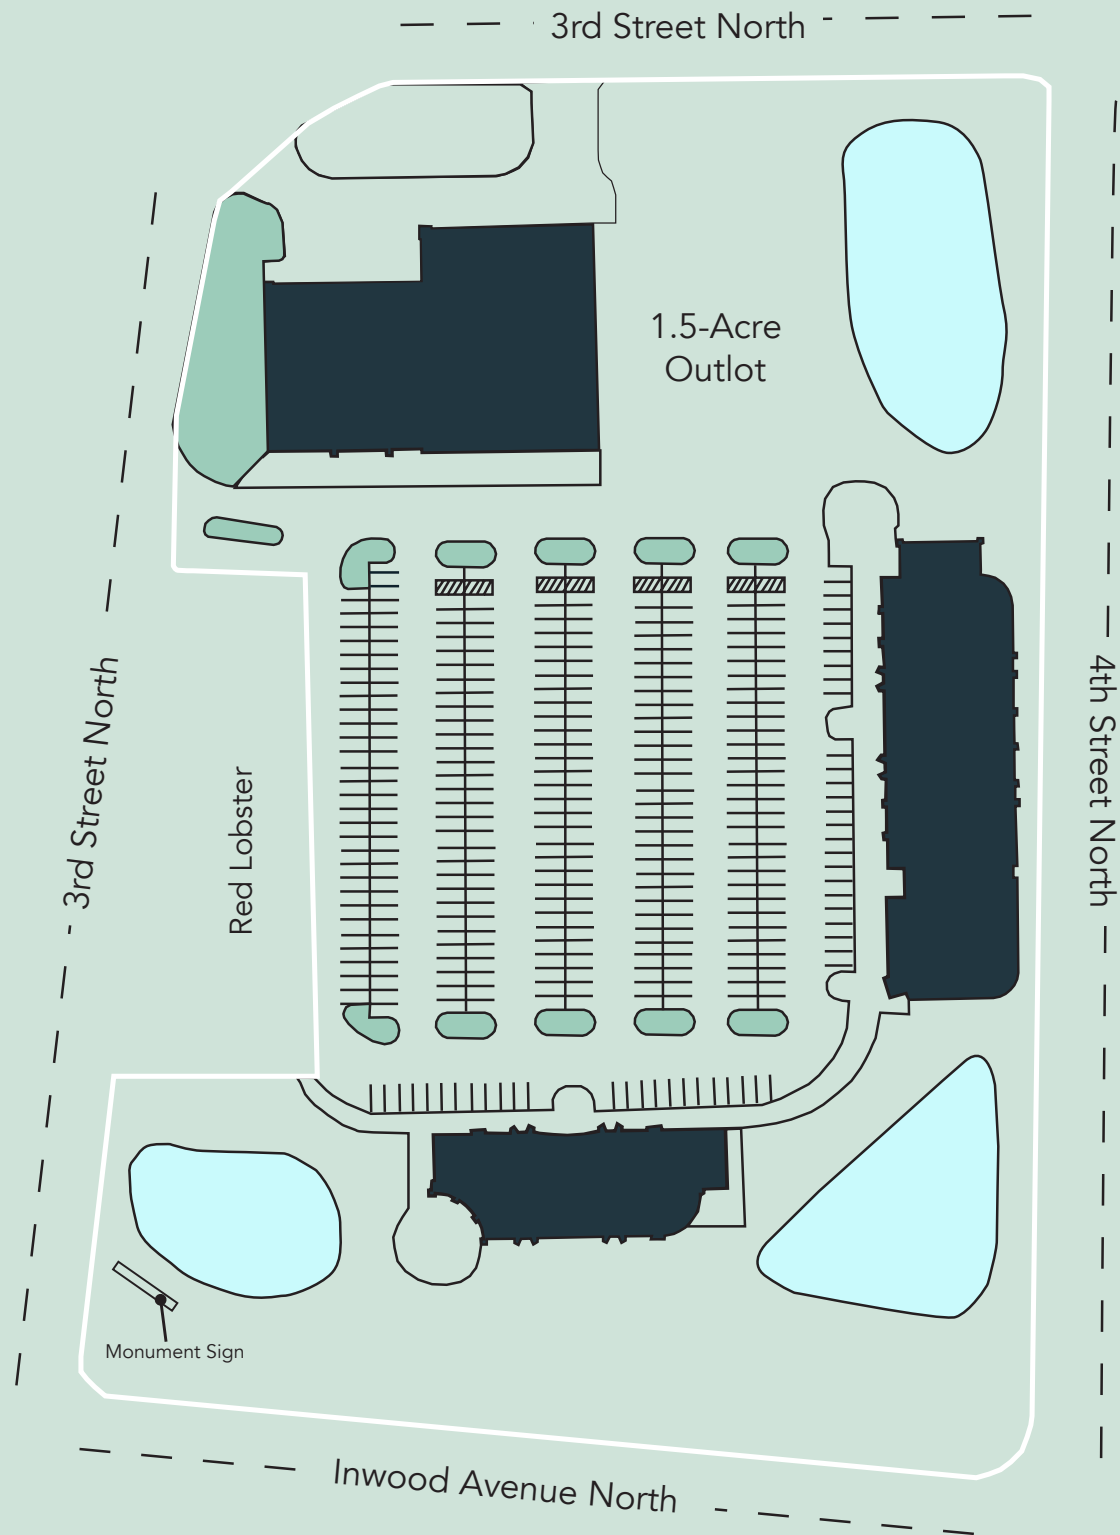 3rd Street North
1.5-Acre
Outlot
3rd Street North
Red Lobster
4th Street North
Monument Sign
Inwood Avenue North